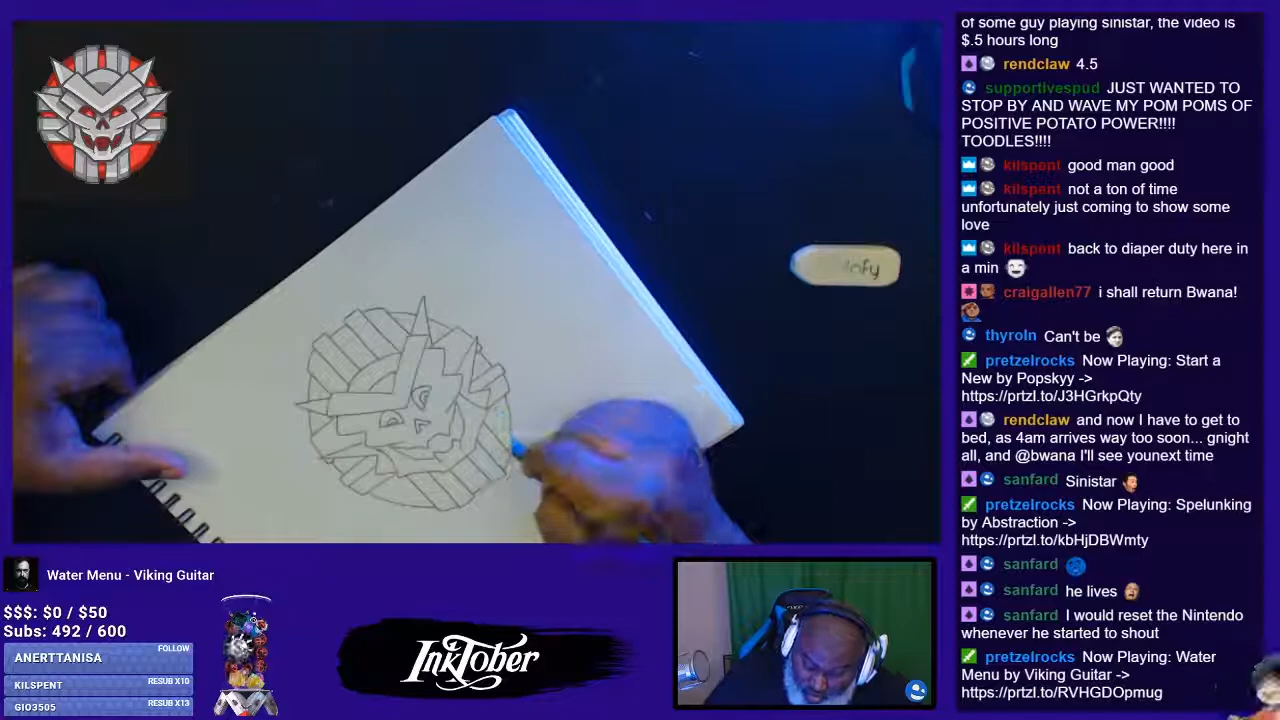 of some guy playing sinistar, the video is
$.5 hours long
rendclaw 4.5
supportivespud JUST WANTED TO
STOP BY AND WAVE MY POM POMS OF
POSITIVE POTATO POWER!!!!
TOODLES!!!!
kilspent good man good
kilspent not a ton of time
unfortunately just coming to show some
love
kilspent back to diaper duty here in
a min
craigallen77 i shall return Bwana!
thyroln Can't be
pretzelrocks Now Playing: Start a
New by Popskyy ->
https://prtzl.to/J3HGrkpQty
rendclaw and now I have to get to
bed, as 4am arrives way too soon... gnight
all, and @bwana I'll see younext time
sanfard Sinistar
pretzelrocks Now Playing: Spelunking
by Abstraction ->
https://prtzl.to/kbHjDBWmty
sanfard
sanfard he lives
sanfard I would reset the Nintendo
whenever he started to shout
pretzelrocks Now Playing: Water
Menu by Viking Guitar ->
https://prtzl.to/RVHGDOpmug
Water Menu - Viking Guitar
$$$: $0 / $50
Subs: 492 / 600
FOLLOW
ANERTTANISA
KILSPENT RESUB X10
GIO3505 RESUB X13
InkTober